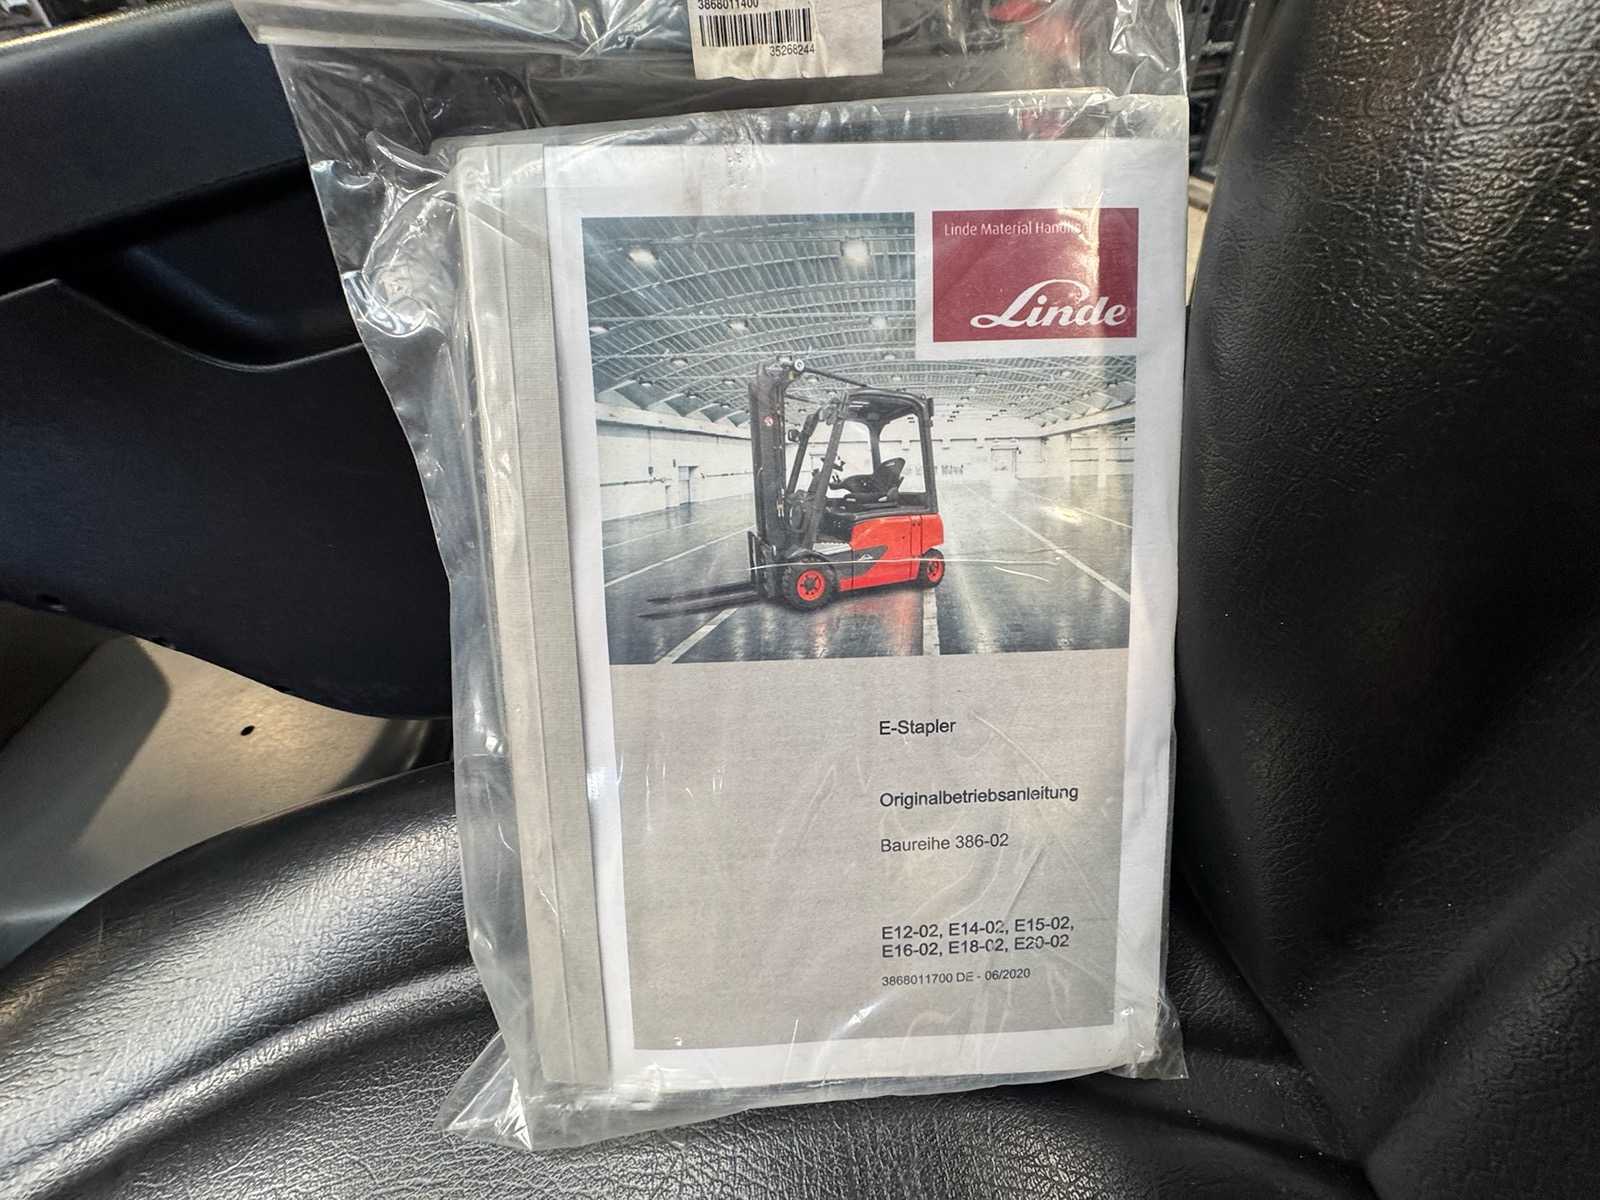 3868011400
35268244
Linde Material Handling
Linde
E-Stapler
Originalbetriebsanleitung
Baureihe 386-02
E12-02, E14-02, E15-02,
E16-02, E18-02, E20-02
3868011700 DE - 06/2020